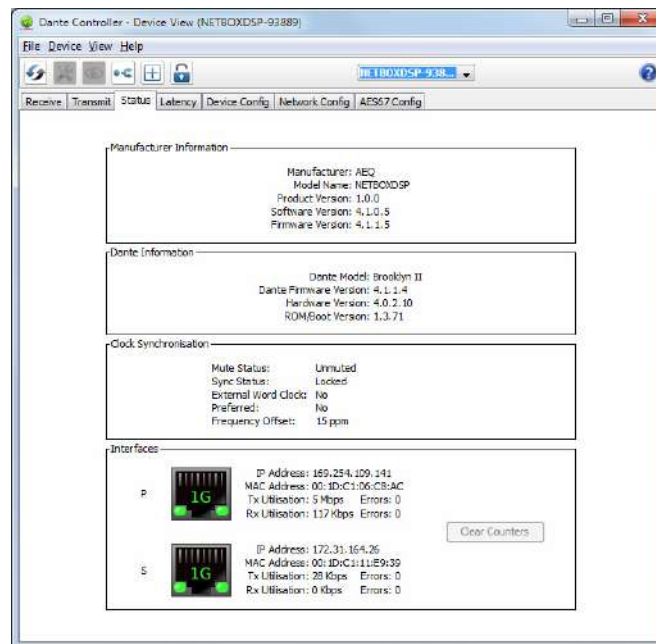 Dante Controller - Device View (NETBOXDSP-93889)
File Device View Help
NETBOXDSP-938...
Receive Transmit Status Latency Device Config Network Config AES67 Config
Manufacturer Information
Manufacturer: AEQ
Model Name: NETBOXDSP
Product Version: 1.0.0
Software Version: 4.1.0.5
Firmware Version: 4.1.1.5
Dante Information
Dante Model: Brooklyn II
Dante Firmware Version: 4.1.1.4
Hardware Version: 4.0.2.10
ROM/Boot Version: 1.3.71
Clock Synchronisation
Mute Status: Unmuted
Sync Status: Locked
External Word Clock: No
Preferred: No
Frequency Offset: 15 ppm
Interfaces
P
1G
IP Address: 169.254.109.141
MAC Address: 00:1D:C1:06:C8:AC
Tx Utilisation: 5 Mbps Errors: 0
Rx Utilisation: 117 Kbps Errors: 0
Clear Counters
S
1G
IP Address: 172.31.164.26
MAC Address: 00:1D:C1:11:E9:39
Tx Utilisation: 28 Kbps Errors: 0
Rx Utilisation: 0 Kbps Errors: 0